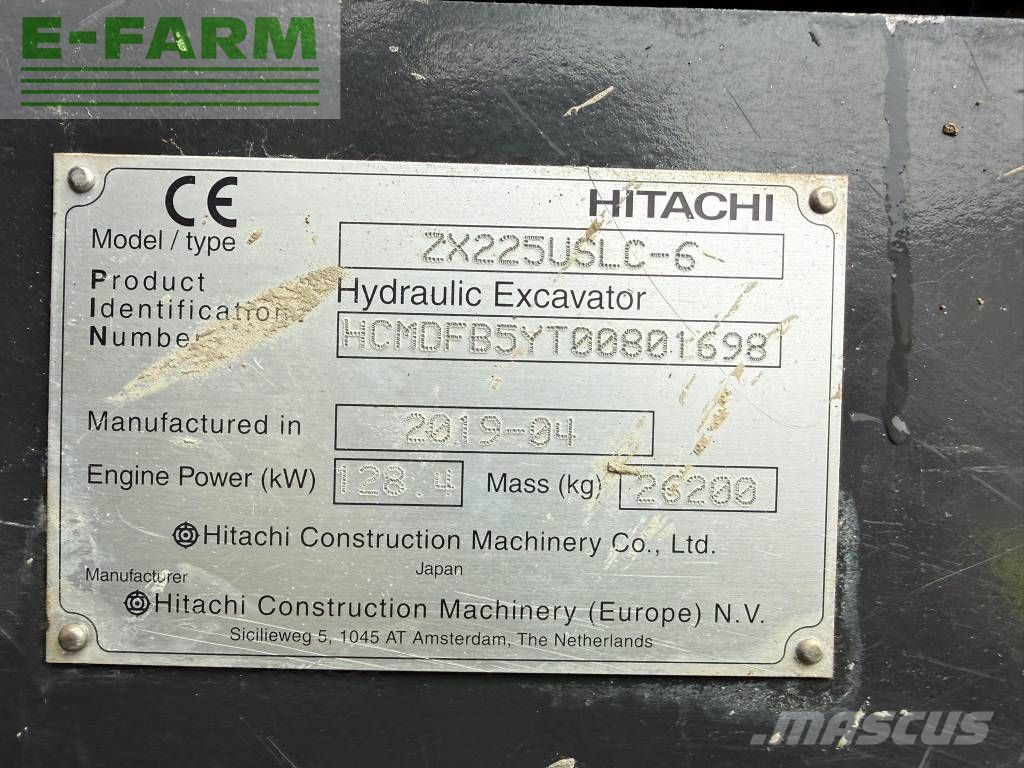 E-FARM
CE
HITACHI
Model / type ZX225USLC-6
Product
Identification Hydraulic Excavator
Number HCMDFB5YT00801698
Manufactured in 2019-04
Engine Power (kW) 128.4 Mass (kg) 26200
Hitachi Construction Machinery Co., Ltd.
Japan
Manufacturer
Hitachi Construction Machinery (Europe) N.V.
Sicilieweg 5, 1045 AT Amsterdam, The Netherlands
MASCUS